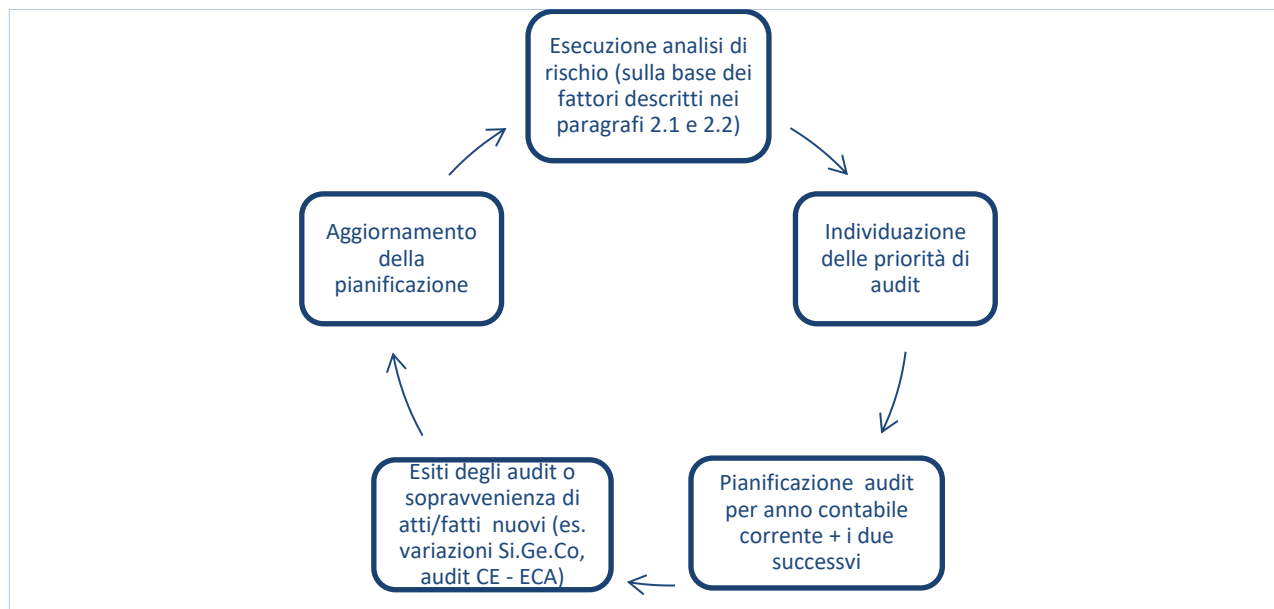 Esecuzione analisi di
rischio (sulla base dei
fattori descritti nei
paragrafi 2.1 e 2.2)
Individuazione
delle priorità di
audit
Pianificazione audit
per anno contabile
corrente + i due
successvi
Esiti degli audit o
sopravvenienza di
atti/fatti nuovi (es.
variazioni Si.Ge.Co,
audit CE - ECA)
Aggiornamento
della
pianificazione